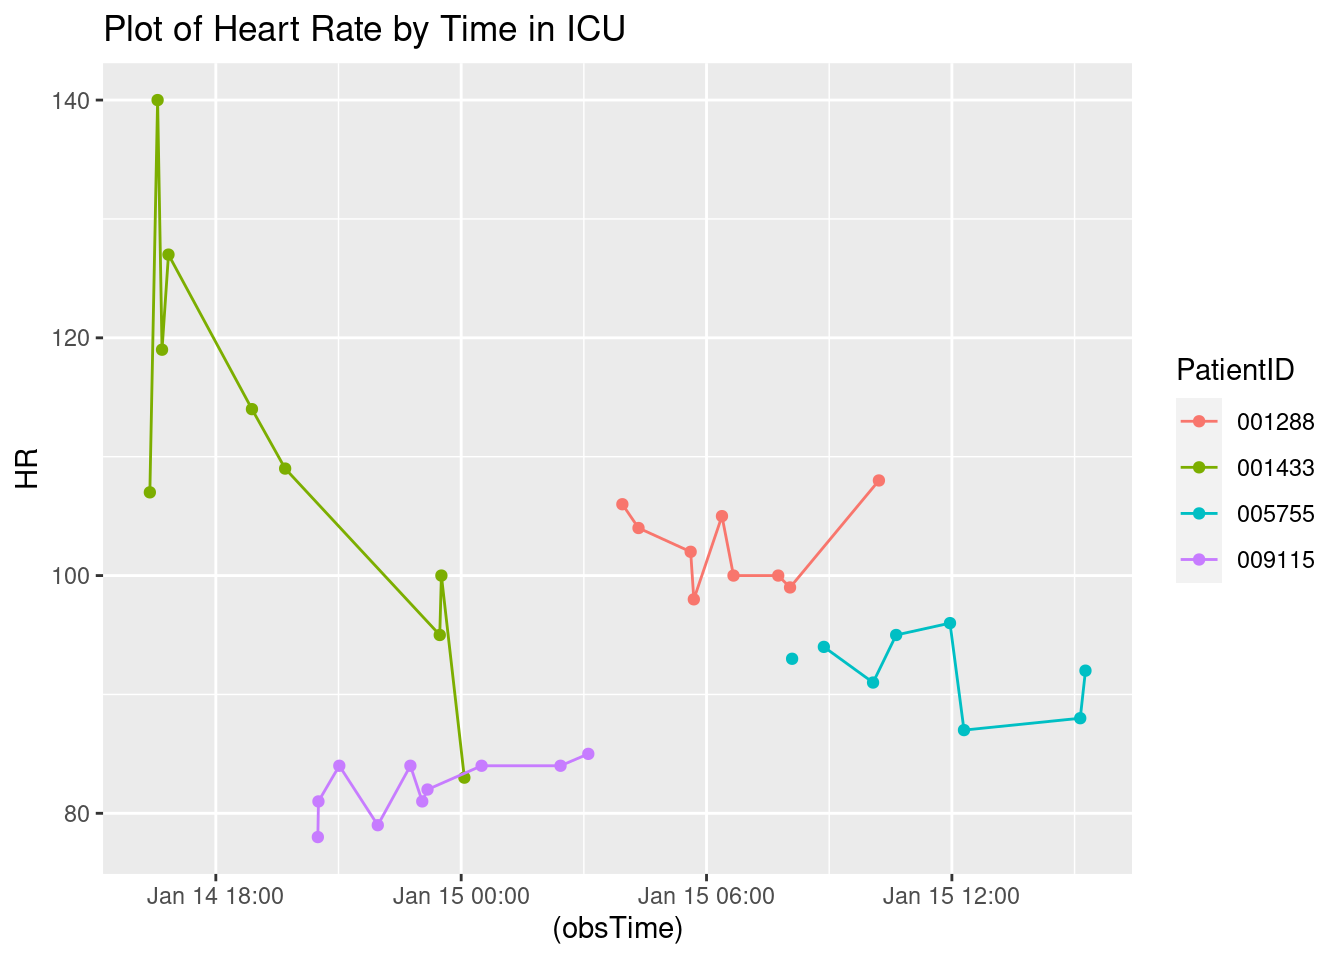 Plot of Heart Rate by Time in ICU
140
120
100
80
HR
Jan 14 18:00
Jan 15 00:00
Jan 15 06:00
Jan 15 12:00
(obsTime)
PatientID
001288
001433
005755
009115